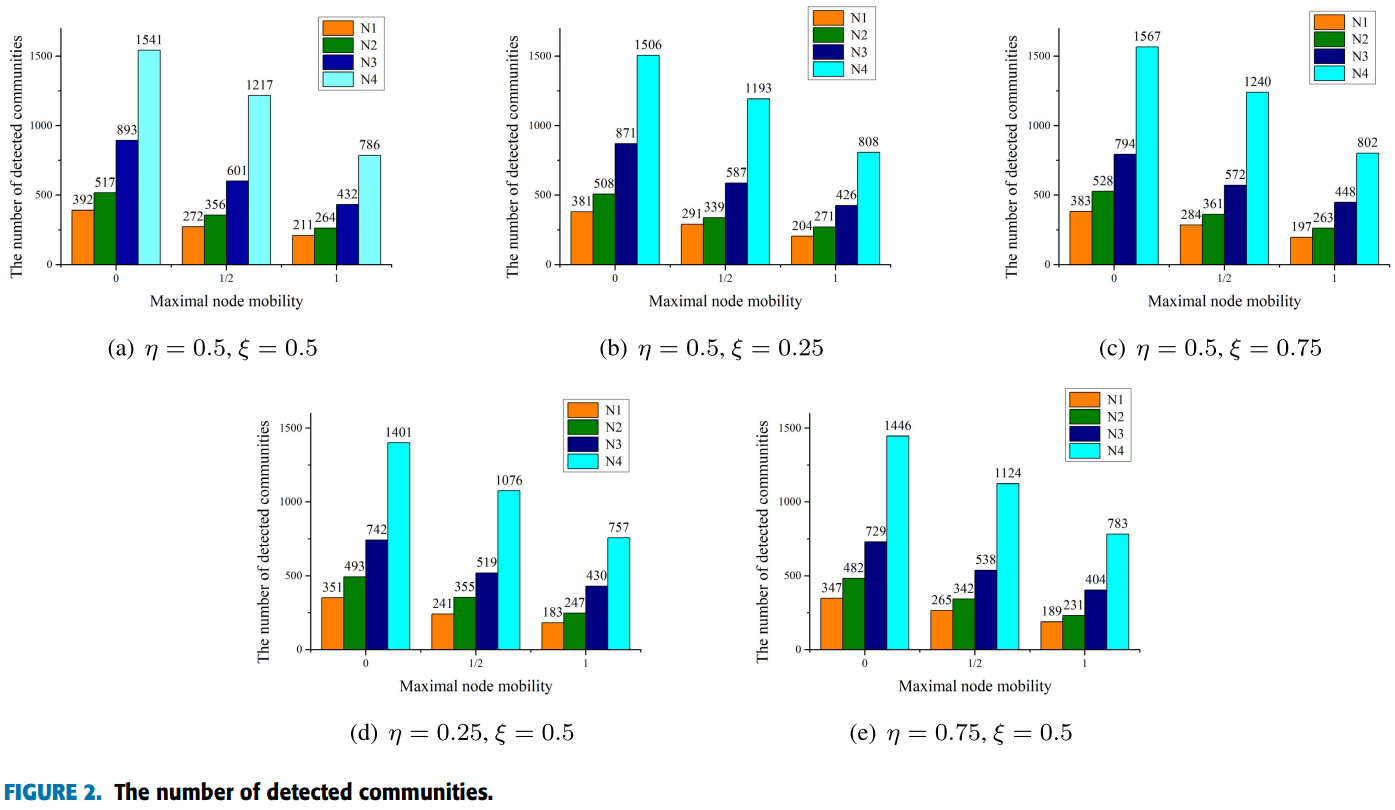 The number of detected communities
1500
1000
500
0
392
517
893
1541
272
356
601
1217
211
264
432
786
N1
N2
N3
N4
0
1/2
1
Maximal node mobility
(a) η = 0.5, ξ = 0.5
The number of detected communities
1500
1000
500
0
381
508
871
1506
291
339
587
1193
204
271
426
808
N1
N2
N3
N4
0
1/2
1
Maximal node mobility
(b) η = 0.5, ξ = 0.25
The number of detected communities
1500
1000
500
0
383
528
794
1567
284
361
572
1240
197
263
448
802
N1
N2
N3
N4
0
1/2
1
Maximal node mobility
(c) η = 0.5, ξ = 0.75
The number of detected communities
1500
1000
500
0
351
493
742
1401
241
355
519
1076
183
247
430
757
N1
N2
N3
N4
0
1/2
1
Maximal node mobility
(d) η = 0.25, ξ = 0.5
The number of detected communities
1500
1000
500
0
347
482
729
1446
265
342
538
1124
189
231
404
783
N1
N2
N3
N4
0
1/2
1
Maximal node mobility
(e) η = 0.75, ξ = 0.5
FIGURE 2. The number of detected communities.